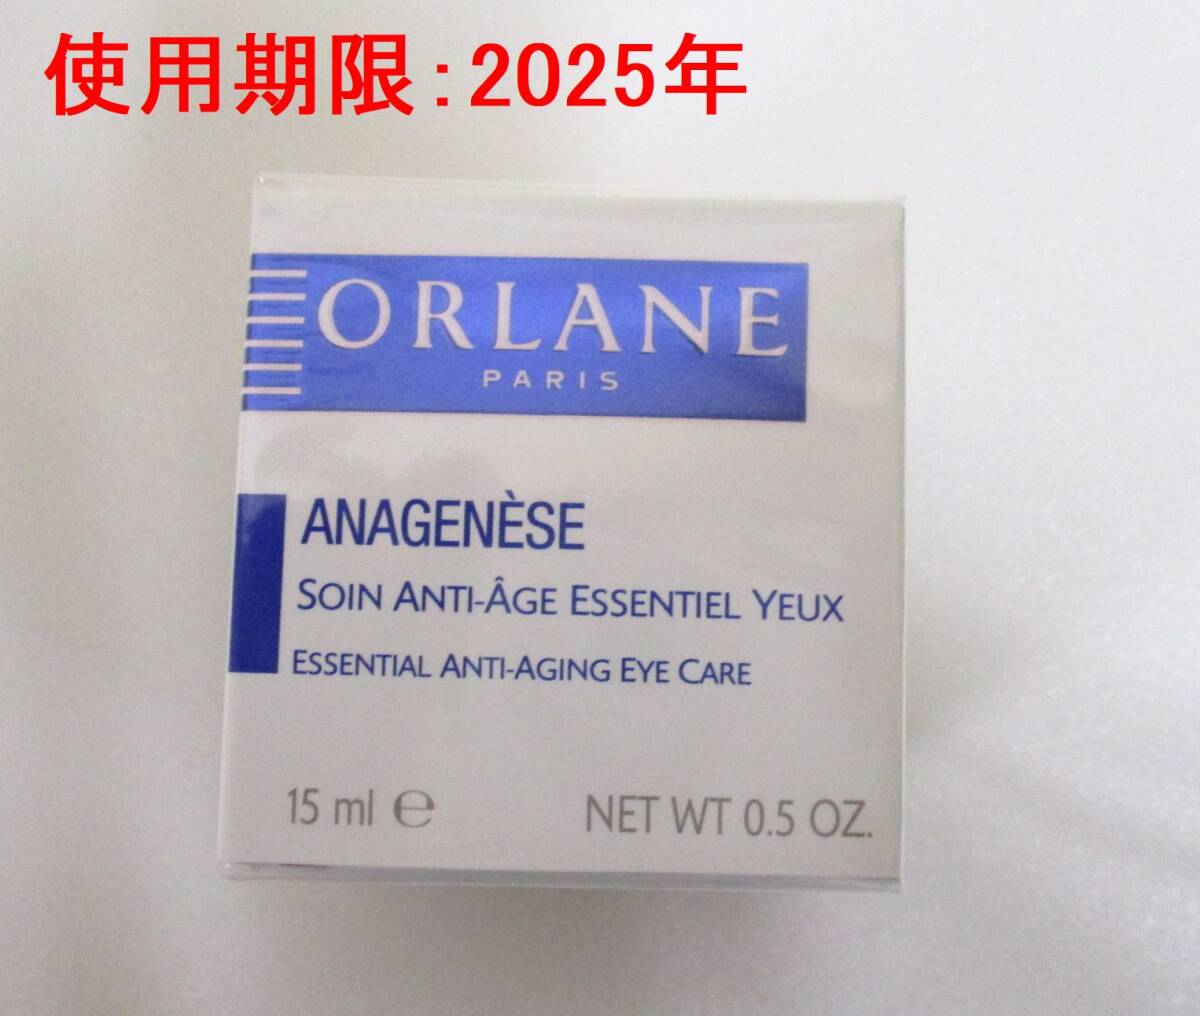 使用期限：2025年
ORLANE
PARIS
ANAGENÈSE
SOIN ANTI-ÂGE ESSENTIEL YEUX
ESSENTIAL ANTI-AGING EYE CARE
15 ml ℮
NET WT 0.5 OZ.